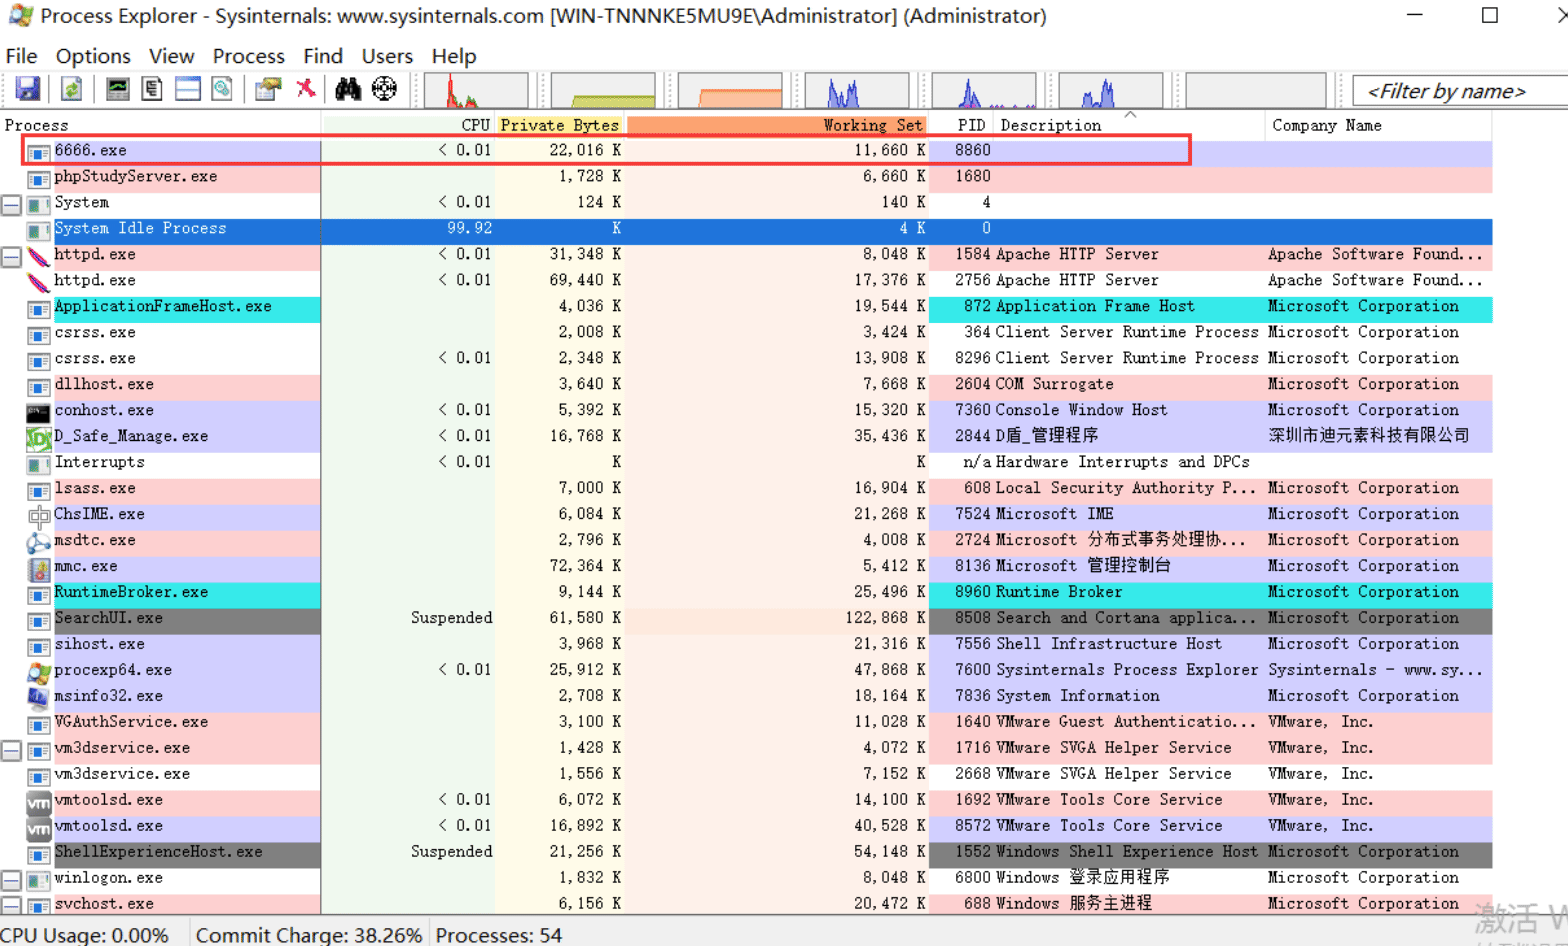 Process Explorer - Sysinternals: www.sysinternals.com [WIN-TNNNKE5MU9E\Administrator] (Administrator)
File Options View Process Find Users Help
<Filter by name>
Process CPU Private Bytes Working Set PID Description Company Name
6666.exe < 0.01 22,016 K 11,660 K 8860
phpStudyServer.exe 1,728 K 6,660 K 1680
System < 0.01 124 K 140 K 4
System Idle Process 99.92 K 4 K 0
httpd.exe < 0.01 31,348 K 8,048 K 1584 Apache HTTP Server Apache Software Found...
httpd.exe < 0.01 69,440 K 17,376 K 2756 Apache HTTP Server Apache Software Found...
ApplicationFrameHost.exe 4,036 K 19,544 K 872 Application Frame Host Microsoft Corporation
csrss.exe 2,008 K 3,424 K 364 Client Server Runtime Process Microsoft Corporation
csrss.exe < 0.01 2,348 K 13,908 K 8296 Client Server Runtime Process Microsoft Corporation
dllhost.exe 3,640 K 7,668 K 2604 COM Surrogate Microsoft Corporation
conhost.exe < 0.01 5,392 K 15,320 K 7360 Console Window Host Microsoft Corporation
D_Safe_Manage.exe < 0.01 16,768 K 35,436 K 2844 D盾_管理程序 深圳市迪元素科技有限公司
Interrupts < 0.01 K K n/a Hardware Interrupts and DPCs
lsass.exe 7,000 K 16,904 K 608 Local Security Authority P... Microsoft Corporation
ChsIME.exe 6,084 K 21,268 K 7524 Microsoft IME Microsoft Corporation
msdtc.exe 2,796 K 4,008 K 2724 Microsoft 分布式事务处理协... Microsoft Corporation
mmc.exe 72,364 K 5,412 K 8136 Microsoft 管理控制台 Microsoft Corporation
RuntimeBroker.exe 9,144 K 25,496 K 8960 Runtime Broker Microsoft Corporation
SearchUI.exe Suspended 61,580 K 122,868 K 8508 Search and Cortana applica... Microsoft Corporation
sihost.exe 3,968 K 21,316 K 7556 Shell Infrastructure Host Microsoft Corporation
procexp64.exe < 0.01 25,912 K 47,868 K 7600 Sysinternals Process Explorer Sysinternals - www.sy...
msinfo32.exe 2,708 K 18,164 K 7836 System Information Microsoft Corporation
VGAuthService.exe 3,100 K 11,028 K 1640 VMware Guest Authenticatio... VMware, Inc.
vm3dservice.exe 1,428 K 4,072 K 1716 VMware SVGA Helper Service VMware, Inc.
vm3dservice.exe 1,556 K 7,152 K 2668 VMware SVGA Helper Service VMware, Inc.
vmtoolsd.exe < 0.01 6,072 K 14,100 K 1692 VMware Tools Core Service VMware, Inc.
vmtoolsd.exe < 0.01 16,892 K 40,528 K 8572 VMware Tools Core Service VMware, Inc.
ShellExperienceHost.exe Suspended 21,256 K 54,148 K 1552 Windows Shell Experience Host Microsoft Corporation
winlogon.exe 1,832 K 8,048 K 6800 Windows 登录应用程序 Microsoft Corporation
svchost.exe 6,156 K 20,472 K 688 Windows 服务主进程 Microsoft Corporation
激活 W
CPU Usage: 0.00% Commit Charge: 38.26% Processes: 54